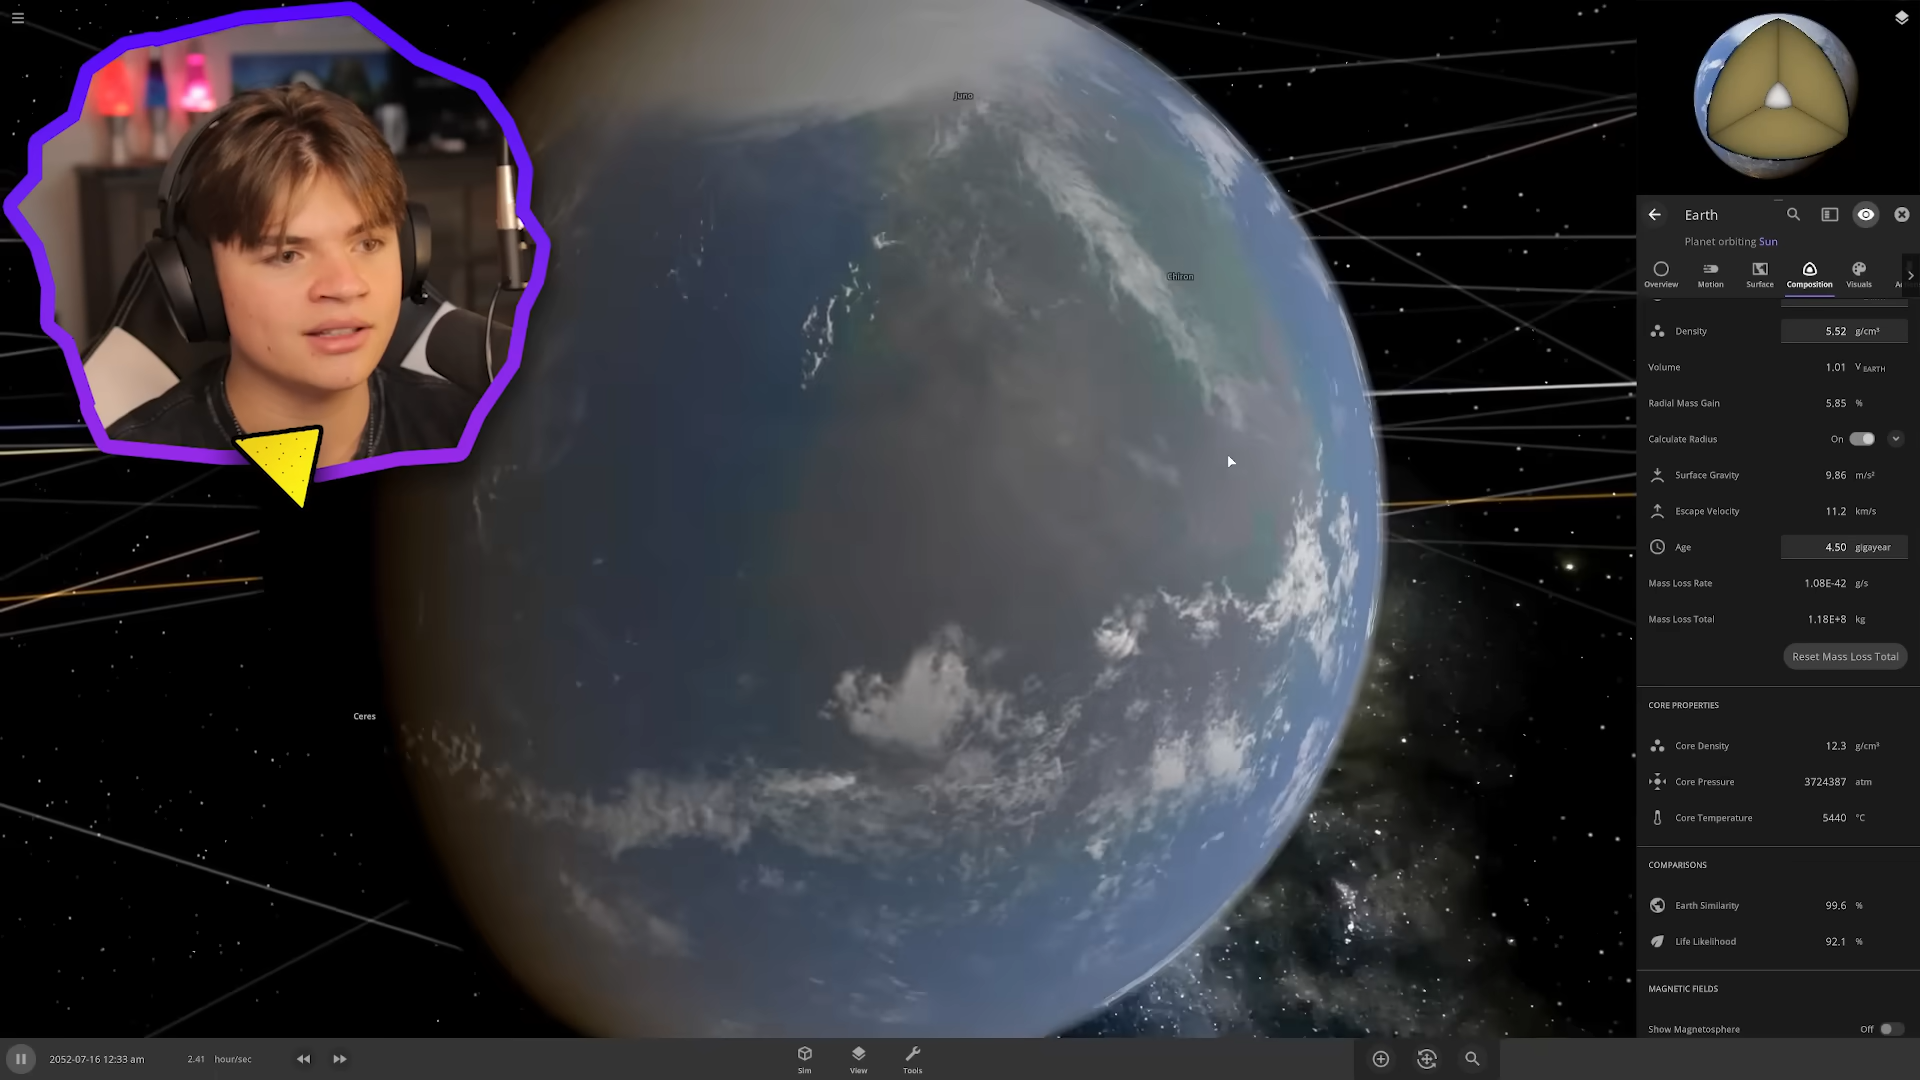 Juno
Chiron
Ceres
Earth
Planet orbiting Sun
Overview
Motion
Surface
Composition
Visuals
Density 5.52 g/cm³
Volume 1.01 V EARTH
Radial Mass Gain 5.85 %
Calculate Radius On
Surface Gravity 9.86 m/s²
Escape Velocity 11.2 km/s
Age 4.50 gigayear
Mass Loss Rate 1.08E-42 g/s
Mass Loss Total 1.18E+8 kg
Reset Mass Loss Total
CORE PROPERTIES
Core Density 12.3 g/cm³
Core Pressure 3724387 atm
Core Temperature 5440 °C
COMPARISONS
Earth Similarity 99.6 %
Life Likelihood 92.1 %
MAGNETIC FIELDS
Show Magnetosphere Off
2052-07-16 12:33 am
2.41 hour/sec
Sim
View
Tools